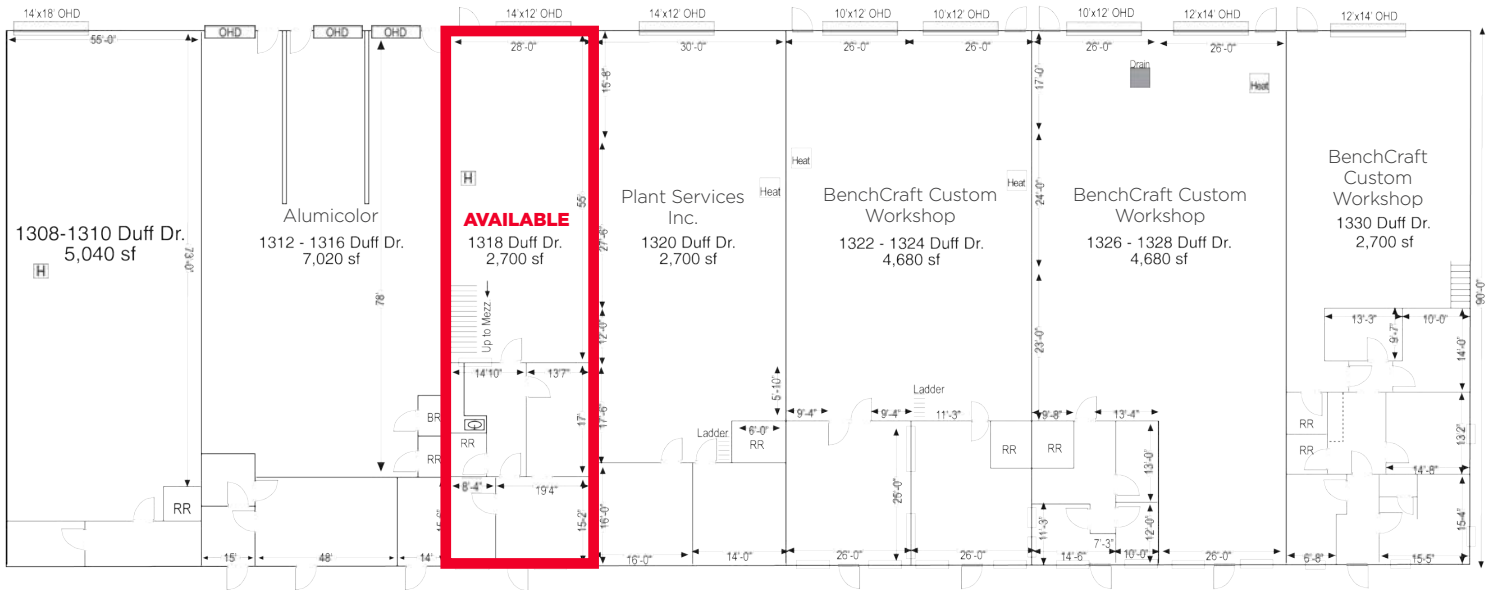 14'x18' OHD
14'x12' OHD
14'x12' OHD
10'x12' OHD
10'x12' OHD
10'x12' OHD
12'x14' OHD
12'x14' OHD
OHD
OHD
OHD
55'-0"
28'-0"
30'-0"
26'-0"
26'-0"
26'-0"
26'-0"
15'-8"
17'-0"
Drain
Heat
Heat
Heat
Heat
H
H
73'-0"
78'
55'
27'-6"
24'-0"
90'-0"
1308-1310 Duff Dr.
5,040 sf
Alumicolor
1312 - 1316 Duff Dr.
7,020 sf
AVAILABLE
1318 Duff Dr.
2,700 sf
Plant Services
Inc.
1320 Duff Dr.
2,700 sf
BenchCraft Custom
Workshop
1322 - 1324 Duff Dr.
4,680 sf
BenchCraft Custom
Workshop
1326 - 1328 Duff Dr.
4,680 sf
BenchCraft
Custom
Workshop
1330 Duff Dr.
2,700 sf
Up to Mezz
12'-0"
23'-0"
13'-3"
10'-0"
9'-7"
14'-0"
14'10"
13'7"
5'-10"
Ladder
9'-4"
9'-4"
11'-3"
9'-8"
13'-4"
BR
RR
RR
17'
17'-6"
Ladder
6'-0"
RR
RR
RR
RR
RR
13'2"
14'-8"
8'-4"
19'4"
25'-0"
13'-0"
RR
15'-2"
16'-0"
11'-3"
12'-0"
7'-3"
15'-4"
15'
48'
14'
16'-0"
14'-0"
26'-0"
26'-0"
14'-6"
10'-0"
26'-0"
6'-8"
15'-5"